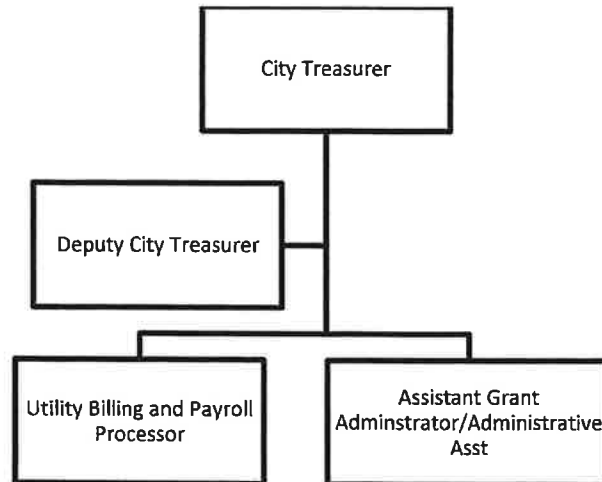 City Treasurer
Deputy City Treasurer
Utility Billing and Payroll
Processor
Assistant Grant
Adminstrator/Administrative
Asst